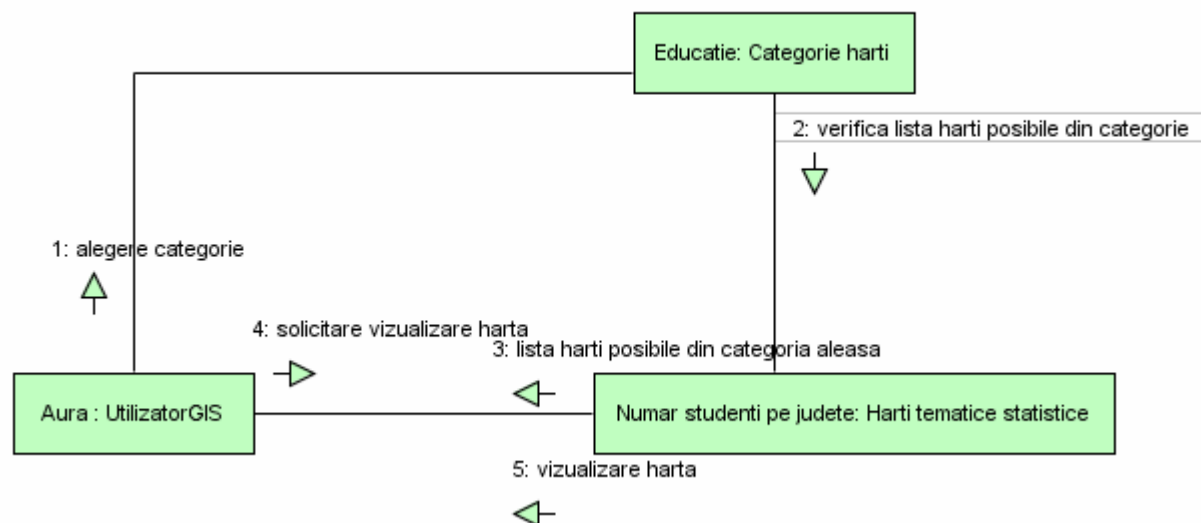 Educatie: Categorie harti
2: verifica lista harti posibile din categorie
1: alegere categorie
4: solicitare vizualizare harta
3: lista harti posibile din categoria aleasa
Aura : UtilizatorGIS
Numar studenti pe judete: Harti tematice statistice
5: vizualizare harta